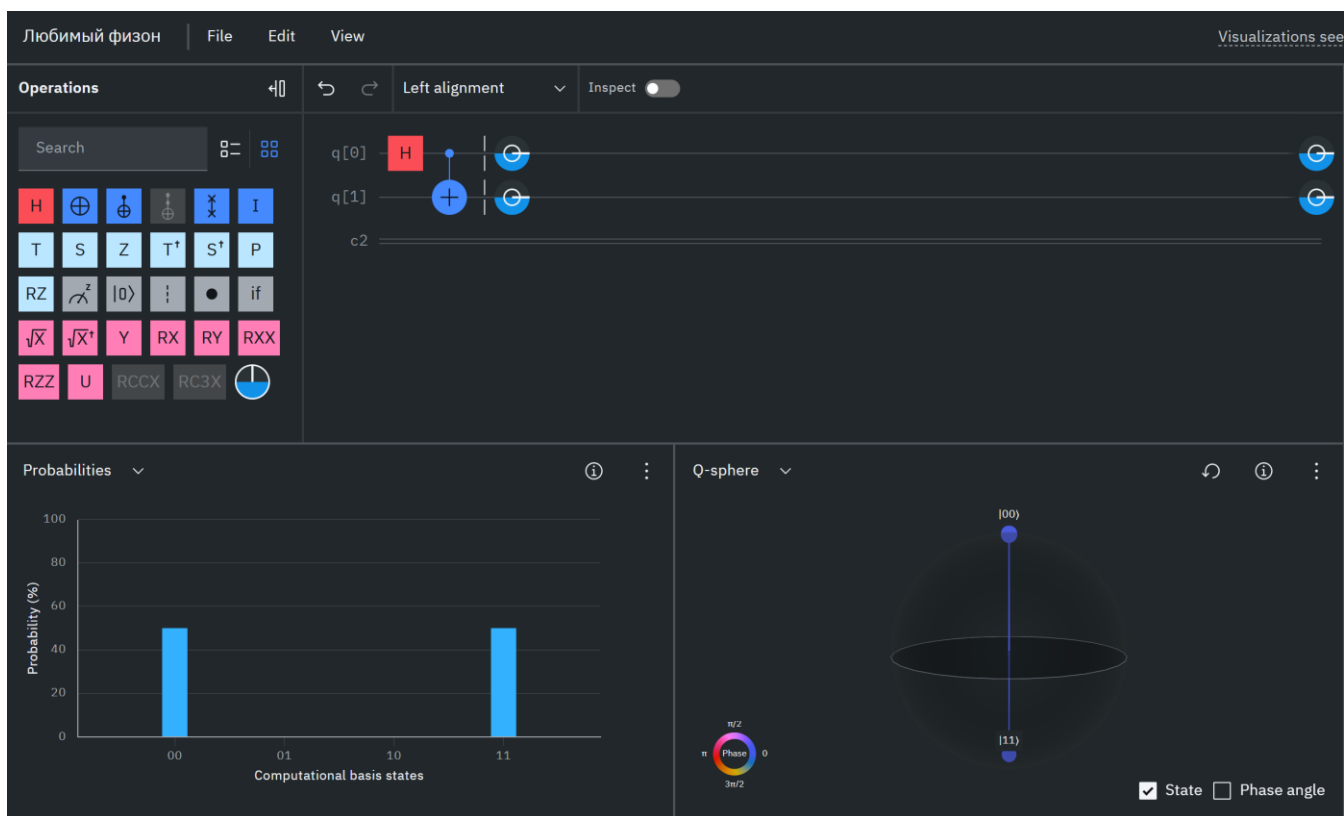 Любимый физон File Edit View Visualizations see
Operations Left alignment Inspect
Search
q[0] H
q[1] +
c2
H I
T S Z T† S† P
RZ z |0⟩ if
√X √X† Y RX RY RXX
RZZ U RCCX RC3X
Probabilities
100
80
60
40
20
0
Probability (%)
00 01 10 11
Computational basis states
Q-sphere
|00⟩
|11⟩
π/2
π Phase 0
3π/2
State Phase angle